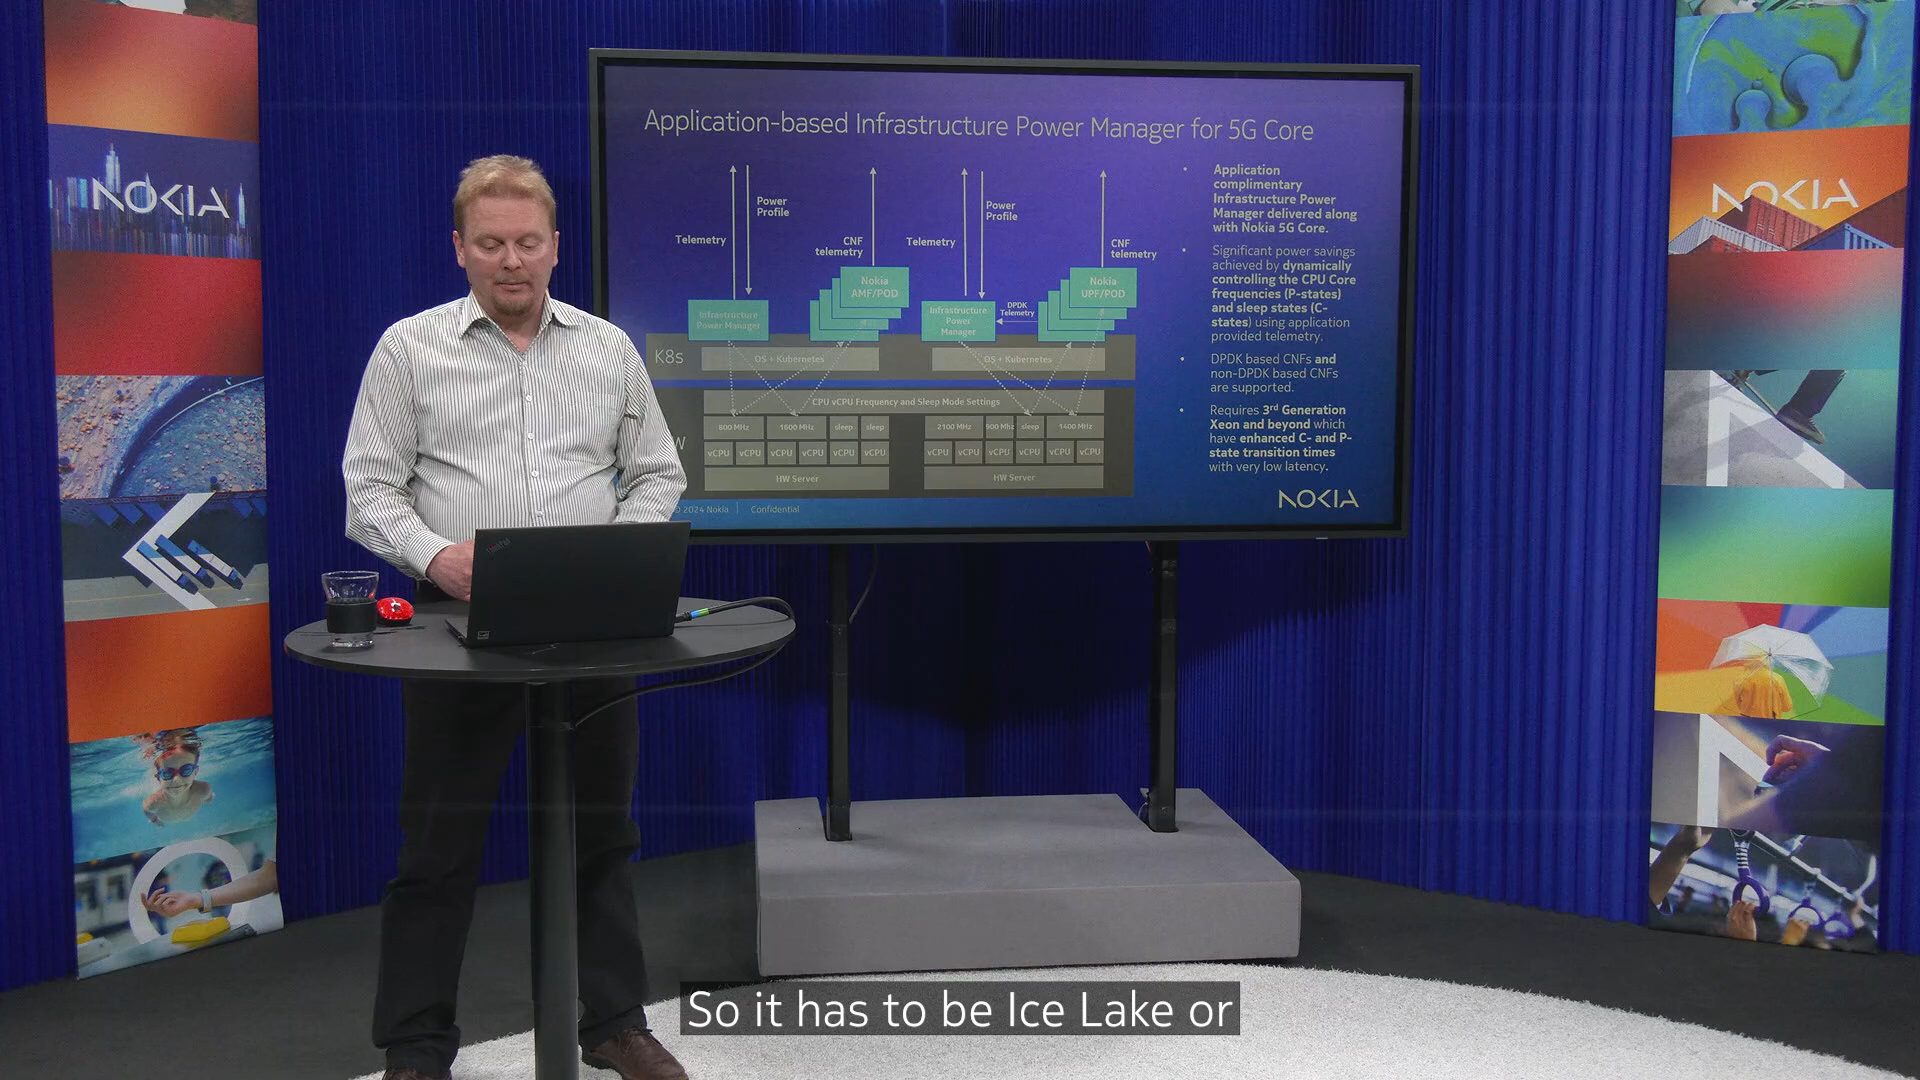 NOKIA
Application-based Infrastructure Power Manager for 5G Core
Telemetry
Power
Profile
CNF
telemetry
Telemetry
Power
Profile
CNF
telemetry
Infrastructure
Power Manager
Nokia
AMF/POD
Infrastructure
Power
Manager
DPDK
Telemetry
Nokia
UPF/POD
K8s
OS + Kubernetes
OS + Kubernetes
CPU vCPU Frequency and Sleep Mode Settings
W
800 MHz
1600 MHz
sleep
sleep
2100 MHz
900 Mhz
sleep
1400 MHz
vCPU
vCPU
vCPU
vCPU
vCPU
vCPU
vCPU
vCPU
vCPU
vCPU
vCPU
vCPU
HW Server
HW Server
• Application
complimentary
Infrastructure Power
Manager delivered along
with Nokia 5G Core.
• Significant power savings
achieved by dynamically
controlling the CPU Core
frequencies (P-states)
and sleep states (C-
states) using application
provided telemetry.
• DPDK based CNFs and
non-DPDK based CNFs
are supported.
• Requires 3rd Generation
Xeon and beyond which
have enhanced C- and P-
state transition times
with very low latency.
2024 Nokia | Confidential
NOKIA
NOKIA
ThinkPad
So it has to be Ice Lake or